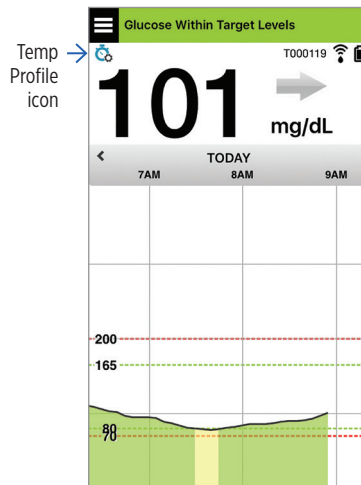 Glucose Within Target Levels
Temp
Profile
icon
T000119
101
mg/dL
TODAY
7AM 8AM 9AM
200
165
80
70